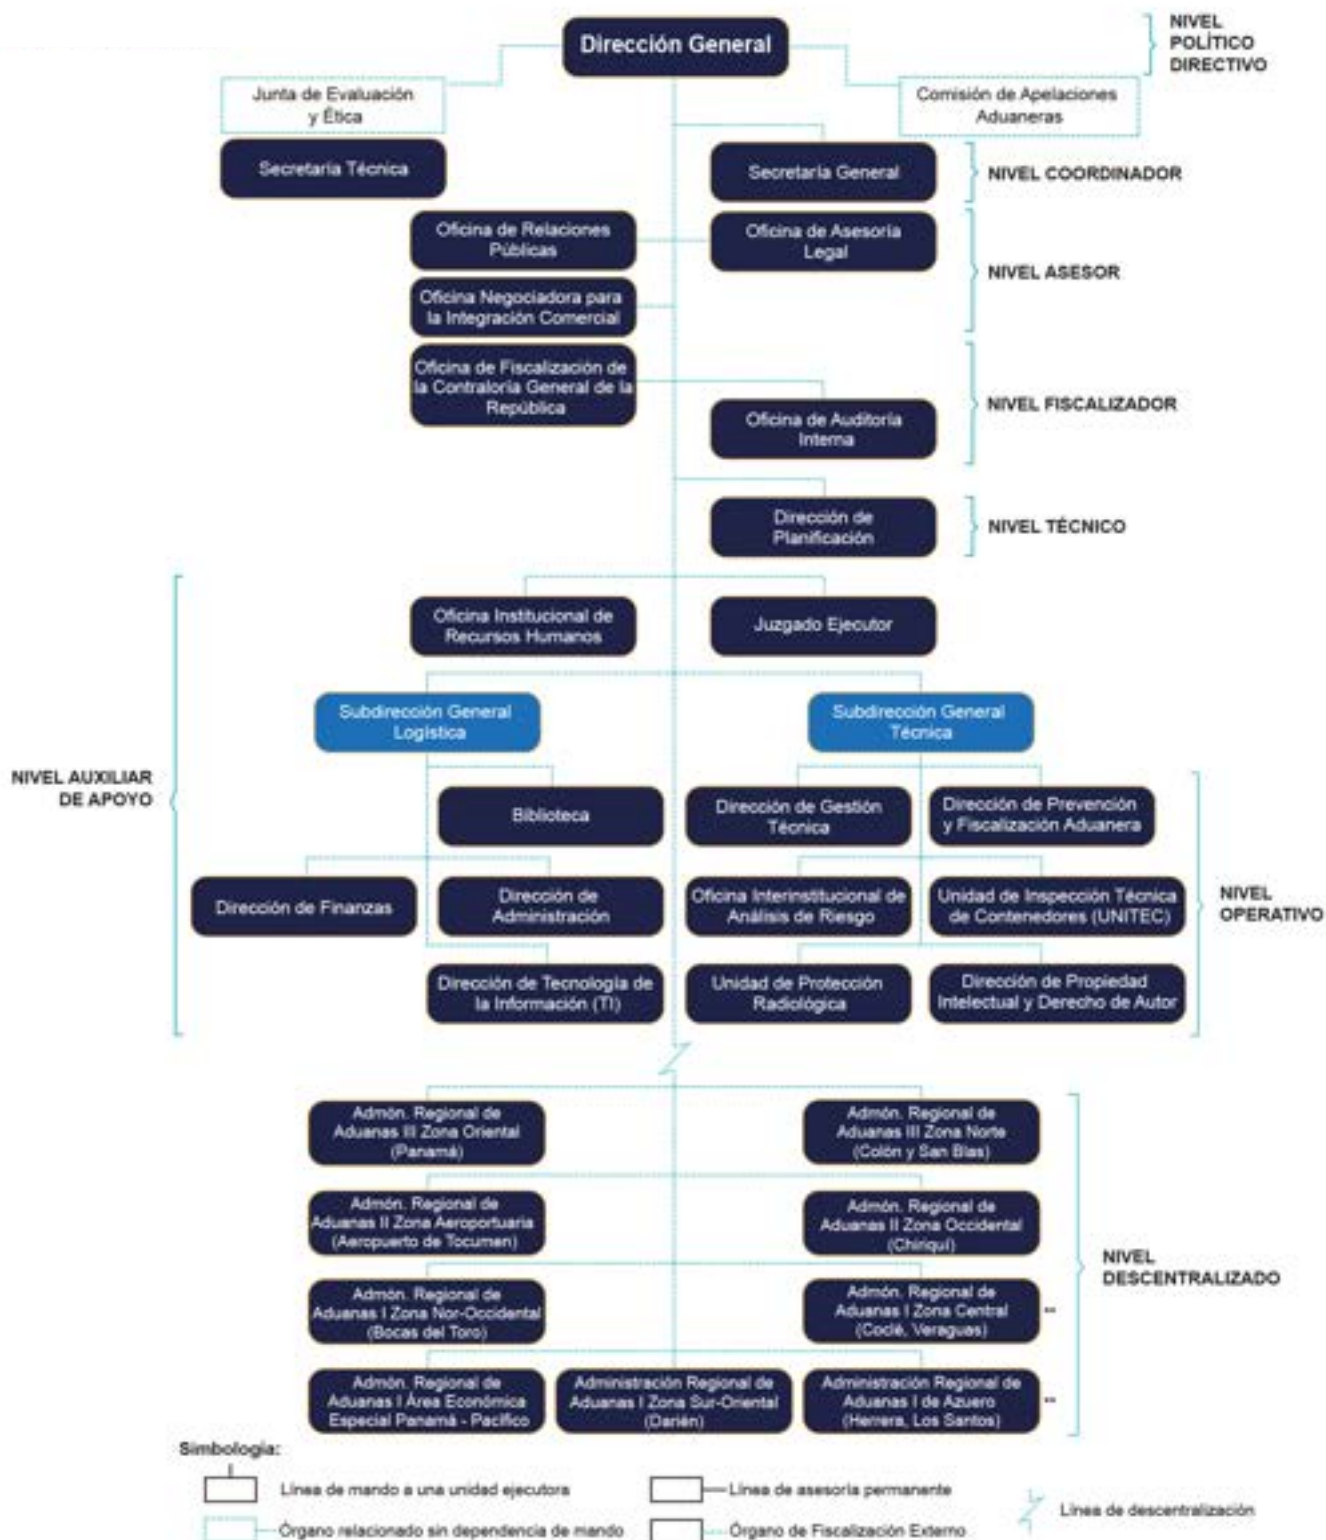 Dirección General
NIVEL
POLÍTICO
DIRECTIVO
Junta de Evaluación
y Ética
Comisión de Apelaciones
Aduaneras
Secretaría Técnica
Secretaría General
NIVEL COORDINADOR
Oficina de Relaciones
Públicas
Oficina de Asesoría
Legal
NIVEL ASESOR
Oficina Negociadora para
la Integración Comercial
Oficina de Fiscalización de
la Contraloría General de la
República
NIVEL FISCALIZADOR
Oficina de Auditoría
Interna
Dirección de
Planificación
NIVEL TÉCNICO
Oficina Institucional de
Recursos Humanos
Juzgado Ejecutor
Subdirección General
Logística
Subdirección General
Técnica
NIVEL AUXILIAR
DE APOYO
Biblioteca
Dirección de Gestión
Técnica
Dirección de Prevención
y Fiscalización Aduanera
Dirección de Finanzas
Dirección de
Administración
Oficina Interinstitucional de
Análisis de Riesgo
Unidad de Inspección Técnica
de Contenedores (UNITEC)
NIVEL
OPERATIVO
Dirección de Tecnología de
la Información (TI)
Unidad de Protección
Radiológica
Dirección de Propiedad
Intelectual y Derecho de Autor
Admón. Regional de
Aduanas III Zona Oriental
(Panamá)
Admón. Regional de
Aduanas III Zona Norte
(Colón y San Blas)
Admón. Regional de
Aduanas II Zona Aeroportuaria
(Aeropuerto de Tocumen)
Admón. Regional de
Aduanas II Zona Occidental
(Chiriquí)
NIVEL
DESCENTRALIZADO
Admón. Regional de
Aduanas I Zona Nor-Occidental
(Bocas del Toro)
Admón. Regional de
Aduanas I Zona Central
(Coclé, Veraguas)
**
Admón. Regional de
Aduanas I Área Económica
Especial Panamá - Pacífico
Administración Regional de
Aduanas I Zona Sur-Oriental
(Darién)
Administración Regional de
Aduanas I de Azuero
(Herrera, Los Santos)
**
Simbología:
Línea de mando a una unidad ejecutora
Línea de asesoría permanente
Línea de descentralización
Órgano relacionado sin dependencia de mando
Órgano de Fiscalización Externo